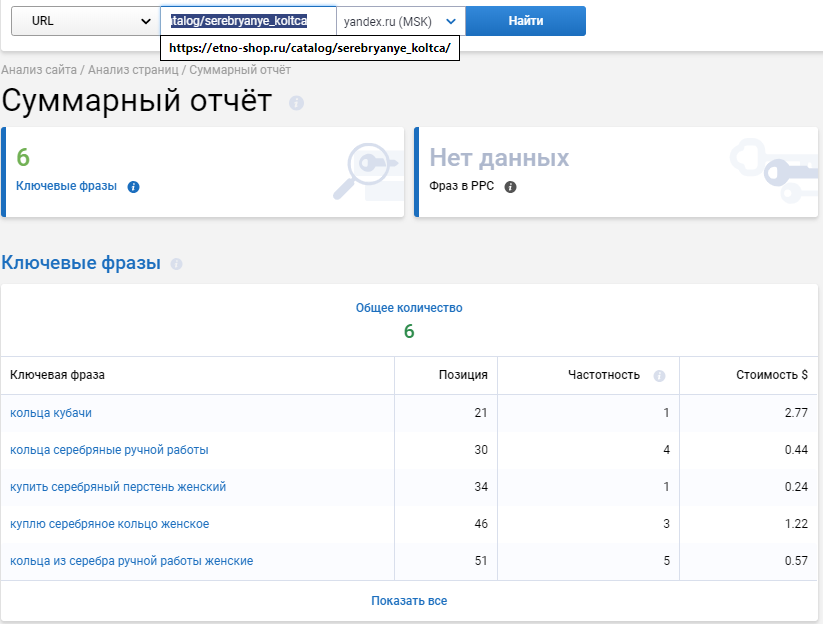 URL
talog/serebryanye_koltca
yandex.ru (MSK)
Найти
https://etno-shop.ru/catalog/serebryanye_koltca/
Анализ сайта / Анализ страниц / Суммарный отчёт
Суммарный отчёт
6
Ключевые фразы
Нет данных
Фраз в PPC
Ключевые фразы
Общее количество
6
Ключевая фраза Позиция Частотность Стоимость $
кольца кубачи 21 1 2.77
кольца серебряные ручной работы 30 4 0.44
купить серебряный перстень женский 34 1 0.24
куплю серебряное кольцо женское 46 3 1.22
кольца из серебра ручной работы женские 51 5 0.57
Показать все